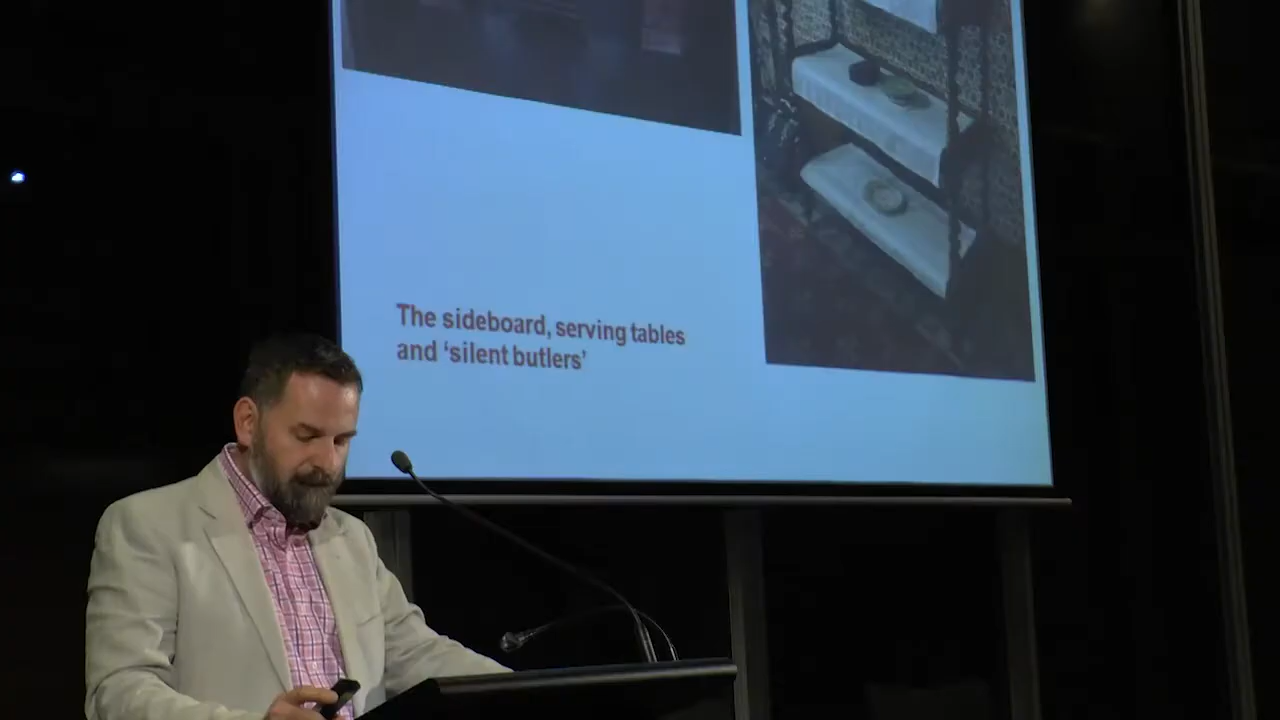 The sideboard, serving tables
and ‘silent butlers’